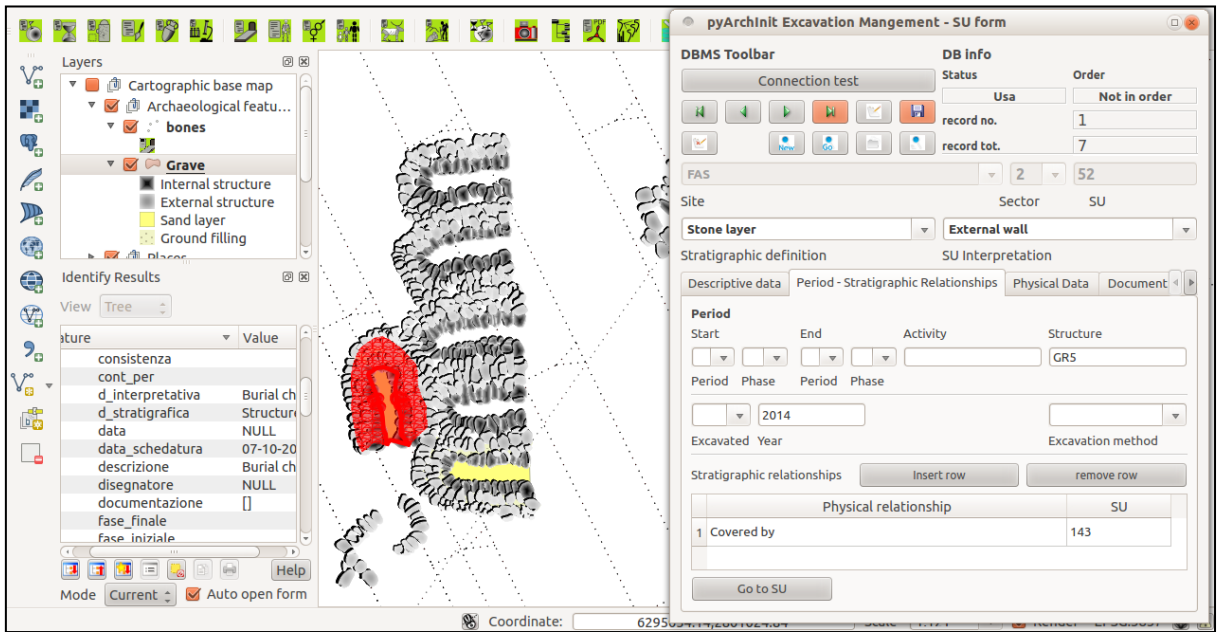 Layers
Cartographic base map
Archaeological featu...
bones
Grave
Internal structure
External structure
Sand layer
Ground filling
Places
Identify Results
View Tree
ature Value
consistenza
cont_per
d_interpretativa Burial ch
d_stratigrafica Structure
data NULL
data_schedatura 07-10-20
descrizione Burial ch
disegnatore NULL
documentazione []
fase_finale
fase_iniziale
Help
Mode Current Auto open form
Coordinate:
pyArchInit Excavation Mangement - SU form
DBMS Toolbar DB info
Connection test
Status Order
Usa Not in order
record no. 1
record tot. 7
New Go
FAS 2 52
Site Sector SU
Stone layer External wall
Stratigraphic definition SU Interpretation
Descriptive data Period - Stratigraphic Relationships Physical Data Document
Period
Start End Activity Structure
GR5
Period Phase Period Phase
2014
Excavated Year Excavation method
Stratigraphic relationships Insert row remove row
Physical relationship SU
1 Covered by 143
Go to SU